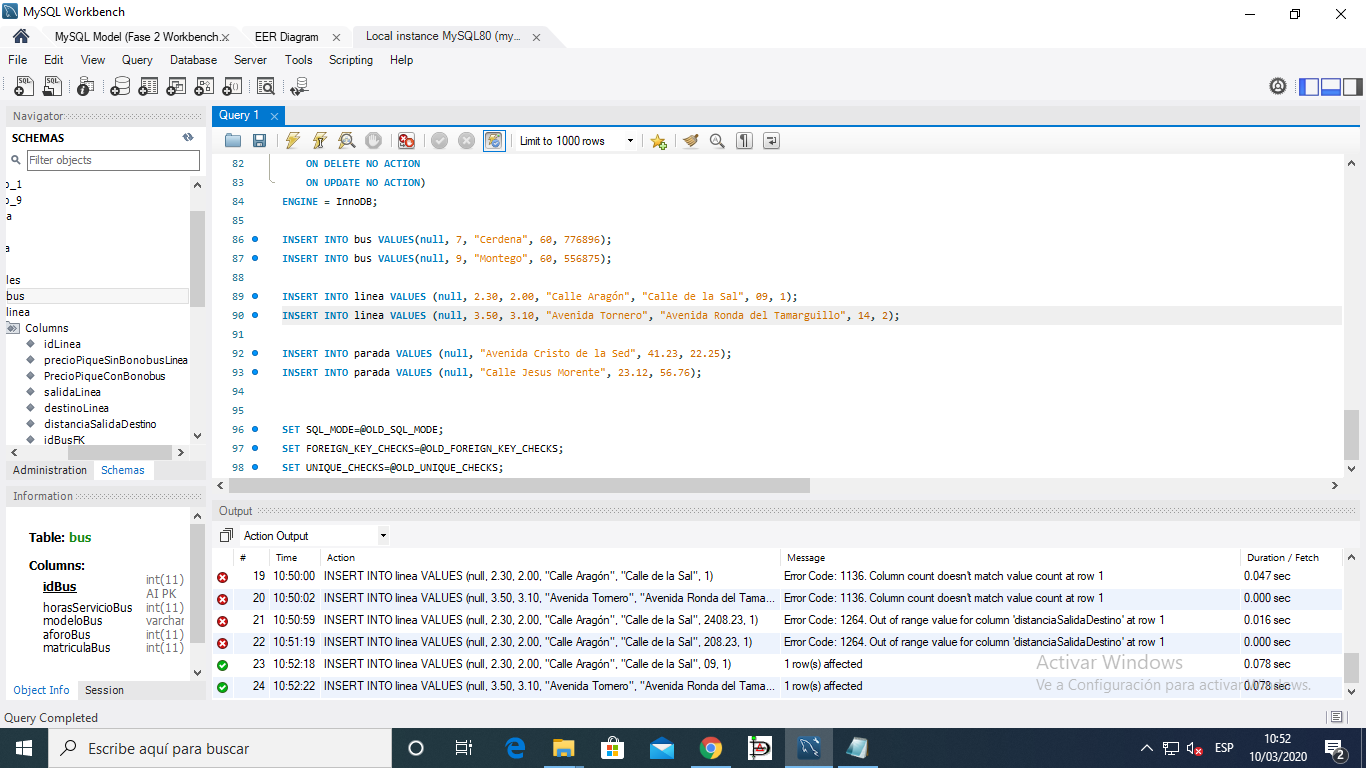 MySQL Workbench
MySQL Model (Fase 2 Workbench.
EER Diagram
Local instance MySQL80 (my...
File Edit View Query Database Server Tools Scripting Help
Navigator
SCHEMAS
Filter objects
o_1
o_9
a
a
les
bus
linea
Columns
idLinea
precioPiqueSinBonobusLinea
PrecioPiqueConBonobus
salidaLinea
destinoLinea
distanciaSalidaDestino
idBusFK
Administration Schemas
Information
Table: bus
Columns:
idBus int(11) AI PK
horasServicioBus int(11)
modeloBus varchar
aforoBus int(11)
matriculaBus int(11)
Object Info Session
Query 1
Limit to 1000 rows
82 ON DELETE NO ACTION
83 ON UPDATE NO ACTION)
84 ENGINE = InnoDB;
85
86 INSERT INTO bus VALUES(null, 7, "Cerdena", 60, 776896);
87 INSERT INTO bus VALUES(null, 9, "Montego", 60, 556875);
88
89 INSERT INTO linea VALUES (null, 2.30, 2.00, "Calle Aragón", "Calle de la Sal", 09, 1);
90 INSERT INTO linea VALUES (null, 3.50, 3.10, "Avenida Tornero", "Avenida Ronda del Tamarguillo", 14, 2);
91
92 INSERT INTO parada VALUES (null, "Avenida Cristo de la Sed", 41.23, 22.25);
93 INSERT INTO parada VALUES (null, "Calle Jesus Morente", 23.12, 56.76);
94
95
96 SET SQL_MODE=@OLD_SQL_MODE;
97 SET FOREIGN_KEY_CHECKS=@OLD_FOREIGN_KEY_CHECKS;
98 SET UNIQUE_CHECKS=@OLD_UNIQUE_CHECKS;
Output
Action Output
# Time Action Message Duration / Fetch
19 10:50:00 INSERT INTO linea VALUES (null, 2.30, 2.00, "Calle Aragón", "Calle de la Sal", 1) Error Code: 1136. Column count doesn't match value count at row 1 0.047 sec
20 10:50:02 INSERT INTO linea VALUES (null, 3.50, 3.10, "Avenida Tornero", "Avenida Ronda del Tama... Error Code: 1136. Column count doesn't match value count at row 1 0.000 sec
21 10:50:59 INSERT INTO linea VALUES (null, 2.30, 2.00, "Calle Aragón", "Calle de la Sal", 2408.23, 1) Error Code: 1264. Out of range value for column 'distanciaSalidaDestino' at row 1 0.016 sec
22 10:51:19 INSERT INTO linea VALUES (null, 2.30, 2.00, "Calle Aragón", "Calle de la Sal", 208.23, 1) Error Code: 1264. Out of range value for column 'distanciaSalidaDestino' at row 1 0.000 sec
23 10:52:18 INSERT INTO linea VALUES (null, 2.30, 2.00, "Calle Aragón", "Calle de la Sal", 09, 1) 1 row(s) affected 0.078 sec
24 10:52:22 INSERT INTO linea VALUES (null, 3.50, 3.10, "Avenida Tornero", "Avenida Ronda del Tama... 1 row(s) affected 0.078 sec
Activar Windows
Ve a Configuración para activar Windows.
Query Completed
Escribe aquí para buscar
ESP
10:52
10/03/2020
2